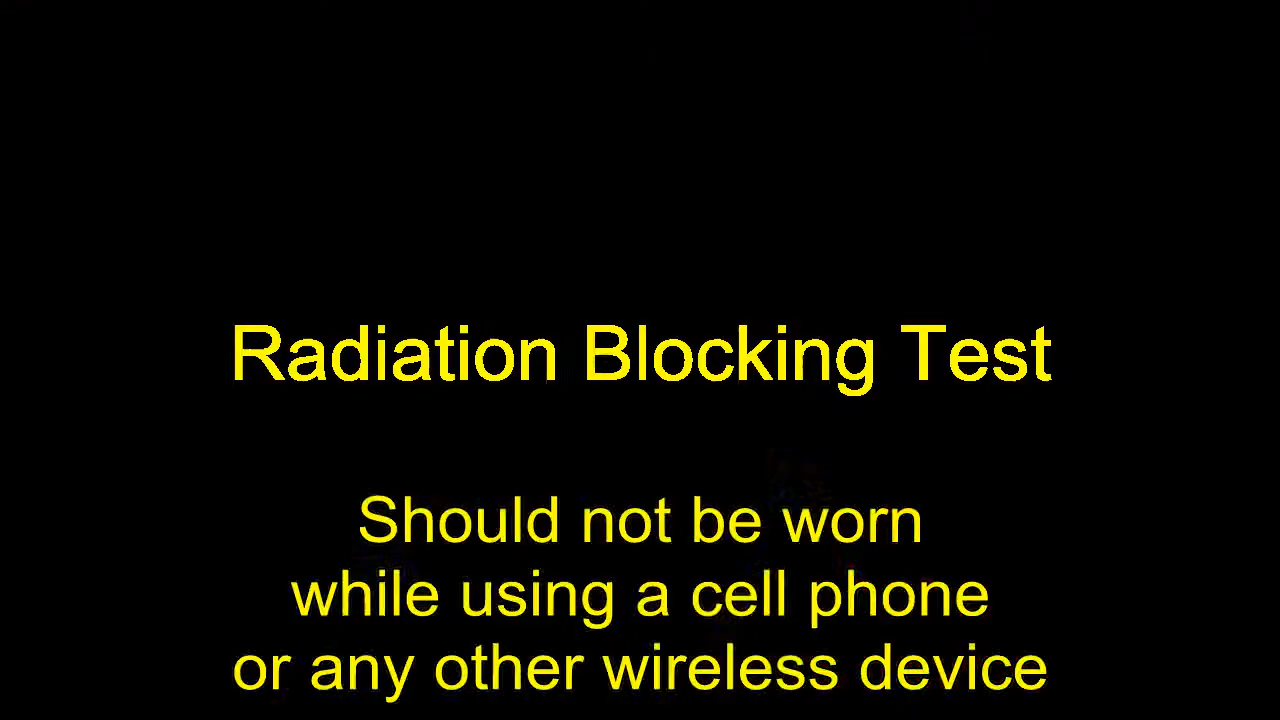 Radiation Blocking Test
Should not be worn
while using a cell phone
or any other wireless device